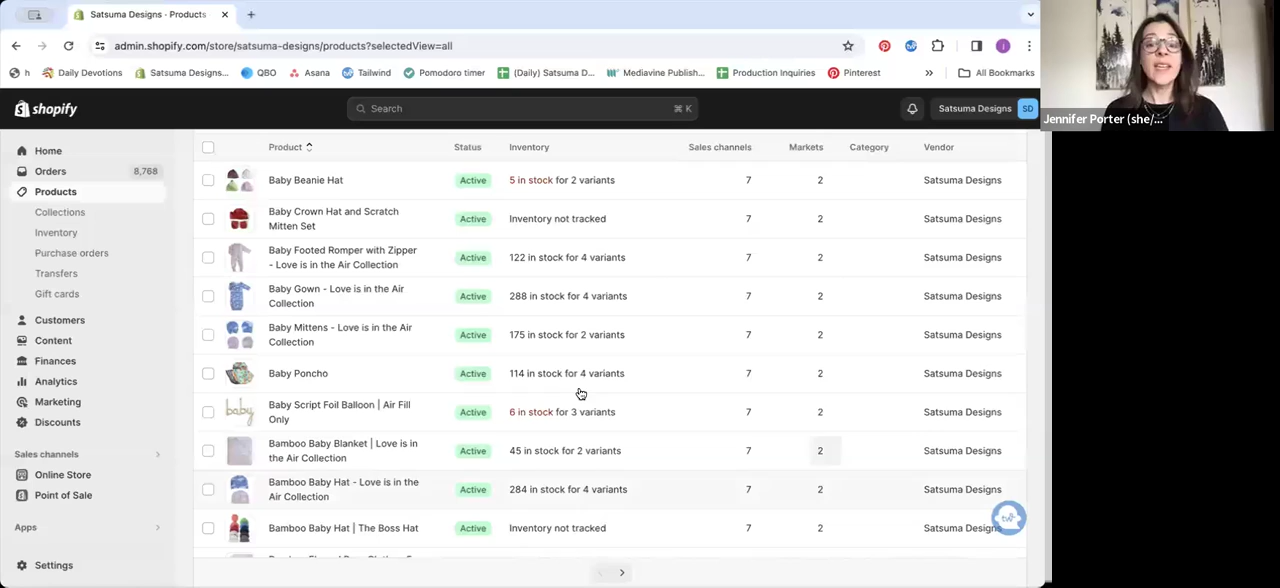 Satsuma Designs · Products
admin.shopify.com/store/satsuma-designs/products?selectedView=all
h Daily Devotions Satsuma Designs... QBO Asana Tailwind Pomodoro timer (Daily) Satsuma D... Mediavine Publish... Production Inquiries Pinterest » All Bookmarks
shopify Search ⌘ K Satsuma Designs SD
Jennifer Porter (she/...
Home
Orders 8,768
Products
Collections
Inventory
Purchase orders
Transfers
Gift cards
Customers
Content
Finances
Analytics
Marketing
Discounts
Sales channels
Online Store
Point of Sale
Apps
Settings
Product Status Inventory Sales channels Markets Category Vendor
Baby Beanie Hat Active 5 in stock for 2 variants 7 2 Satsuma Designs
Baby Crown Hat and Scratch
Mitten Set Active Inventory not tracked 7 2 Satsuma Designs
Baby Footed Romper with Zipper
- Love is in the Air Collection Active 122 in stock for 4 variants 7 2 Satsuma Designs
Baby Gown - Love is in the Air
Collection Active 288 in stock for 4 variants 7 2 Satsuma Designs
Baby Mittens - Love is in the Air
Collection Active 175 in stock for 2 variants 7 2 Satsuma Designs
Baby Poncho Active 114 in stock for 4 variants 7 2 Satsuma Designs
baby
Baby Script Foil Balloon | Air Fill
Only Active 6 in stock for 3 variants 7 2 Satsuma Designs
Bamboo Baby Blanket | Love is in
the Air Collection Active 45 in stock for 2 variants 7 2 Satsuma Designs
Bamboo Baby Hat - Love is in the
Air Collection Active 284 in stock for 4 variants 7 2 Satsuma Designs
Bamboo Baby Hat | The Boss Hat Active Inventory not tracked 7 2 Satsuma Designs
tw